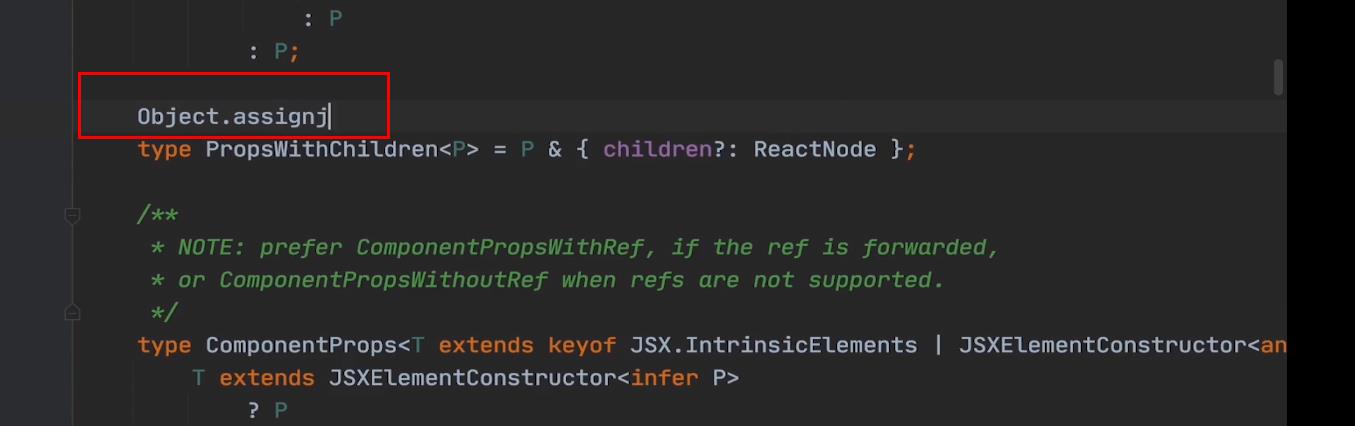 : P
: P;
Object.assignj
type PropsWithChildren<P> = P & { children?: ReactNode };
/**
* NOTE: prefer ComponentPropsWithRef, if the ref is forwarded,
* or ComponentPropsWithoutRef when refs are not supported.
*/
type ComponentProps<T extends keyof JSX.IntrinsicElements | JSXElementConstructor<an
T extends JSXElementConstructor<infer P>
? P